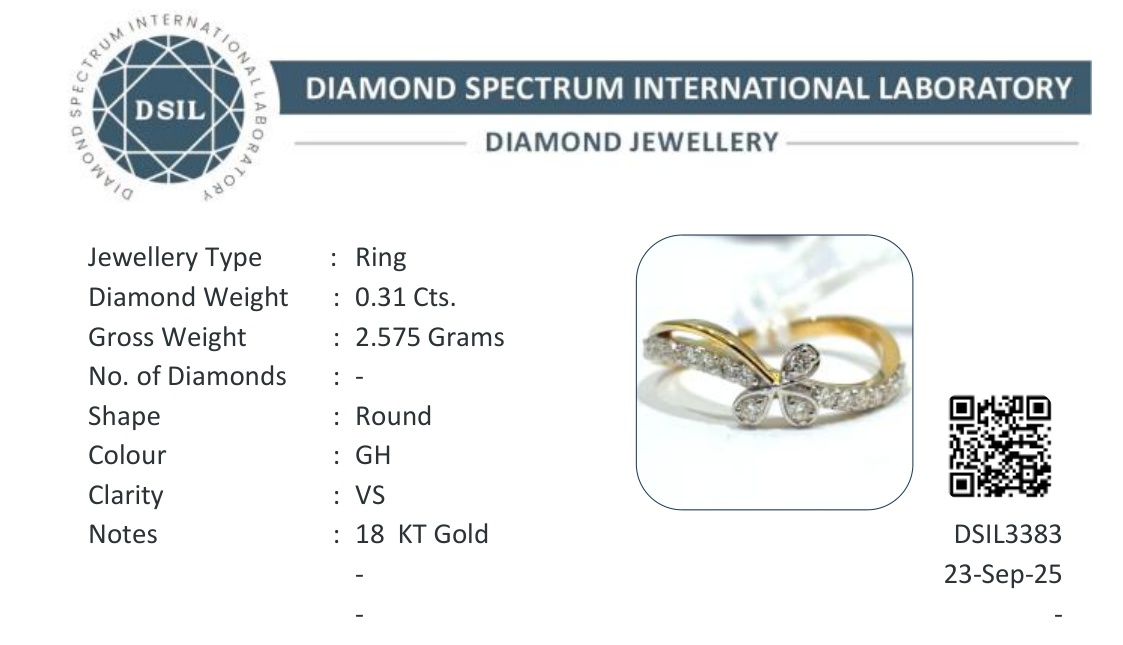 DIAMOND SPECTRUM INTERNATIONAL LABORATORY
DSIL
DIAMOND SPECTRUM INTERNATIONAL LABORATORY
DIAMOND JEWELLERY
Jewellery Type : Ring
Diamond Weight : 0.31 Cts.
Gross Weight : 2.575 Grams
No. of Diamonds : -
Shape : Round
Colour : GH
Clarity : VS
Notes : 18 KT Gold
-
-
DSIL3383
23-Sep-25
-